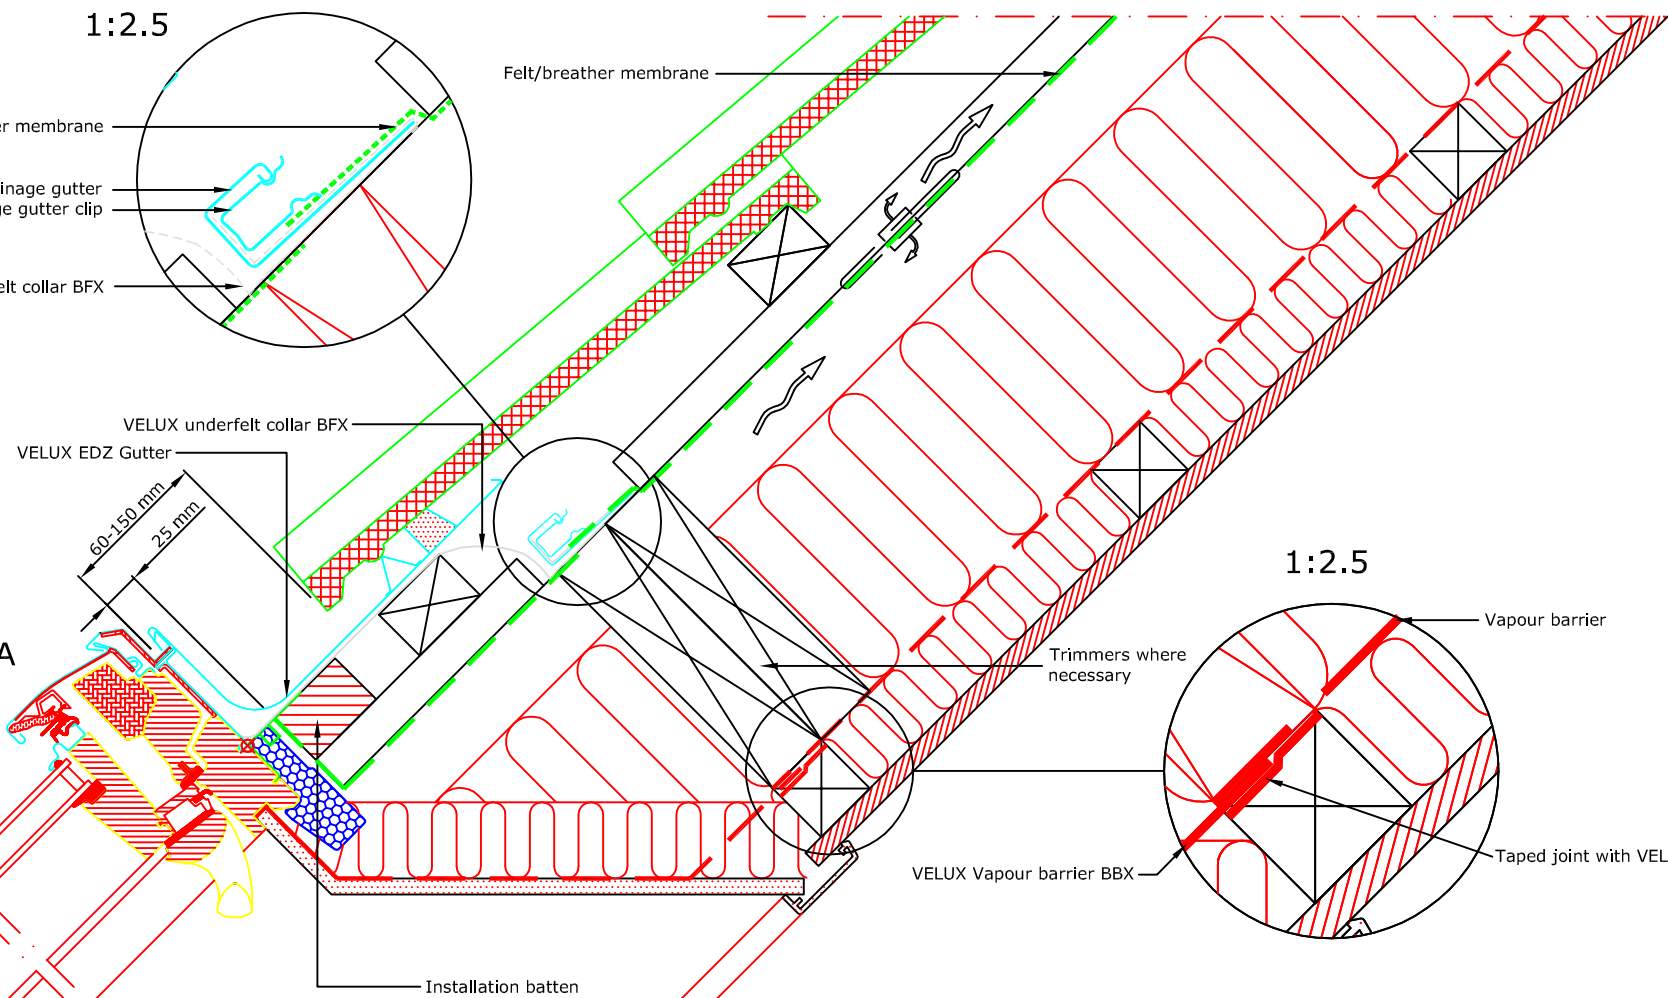 1:2.5
Felt/breather membrane
er membrane
inage gutter
ge gutter clip
elt collar BFX
VELUX underfelt collar BFX
VELUX EDZ Gutter
60-150 mm
25 mm
A
1:2.5
Vapour barrier
Trimmers where
necessary
Taped joint with VEL
VELUX Vapour barrier BBX
Installation batten